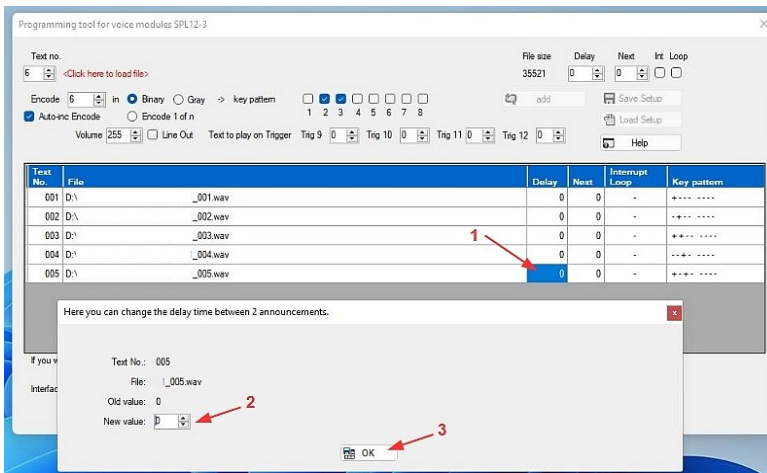 Programming tool for voice modules SPL12-3
Text no. File size Delay Next Int Loop
6 <Click here to load file> 35521 0 0
Encode 6 in Binary Gray -> key pattern add Save Setup
Auto-inc Encode Encode 1 of n 1 2 3 4 5 6 7 8 Load Setup
Volume 255 Line Out Text to play on Trigger Trig 9 0 Trig 10 0 Trig 11 0 Trig 12 0 Help
Text No. File Delay Next Interrupt Loop Key pattern
001 D:\ _001.wav 0 0 - +--- ----
002 D:\ _002.wav 0 0 - -+-- ----
003 D:\ _003.wav 0 0 - ++-- ----
004 D:\ _004.wav 0 0 - --+- ----
005 D:\ _005.wav 0 0 - +-+- ----
1
Here you can change the delay time between 2 announcements. x
If you w
Text No.: 005
File: _005.wav
Interfac
Old value: 0
New value: 0
2
3
OK